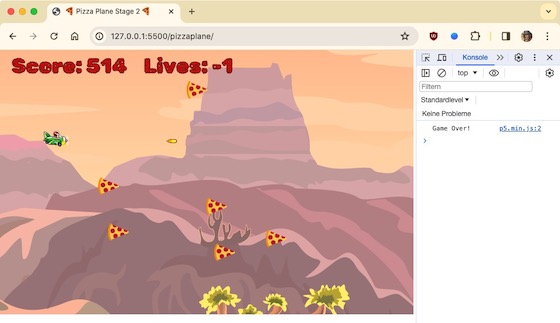 Pizza Plane Stage 2
127.0.0.1:5500/pizzaplane/
Score: 514 Lives: -1
Konsole
top
Filtern
Standardlevel
Keine Probleme
Game Over! p5.min.js:2